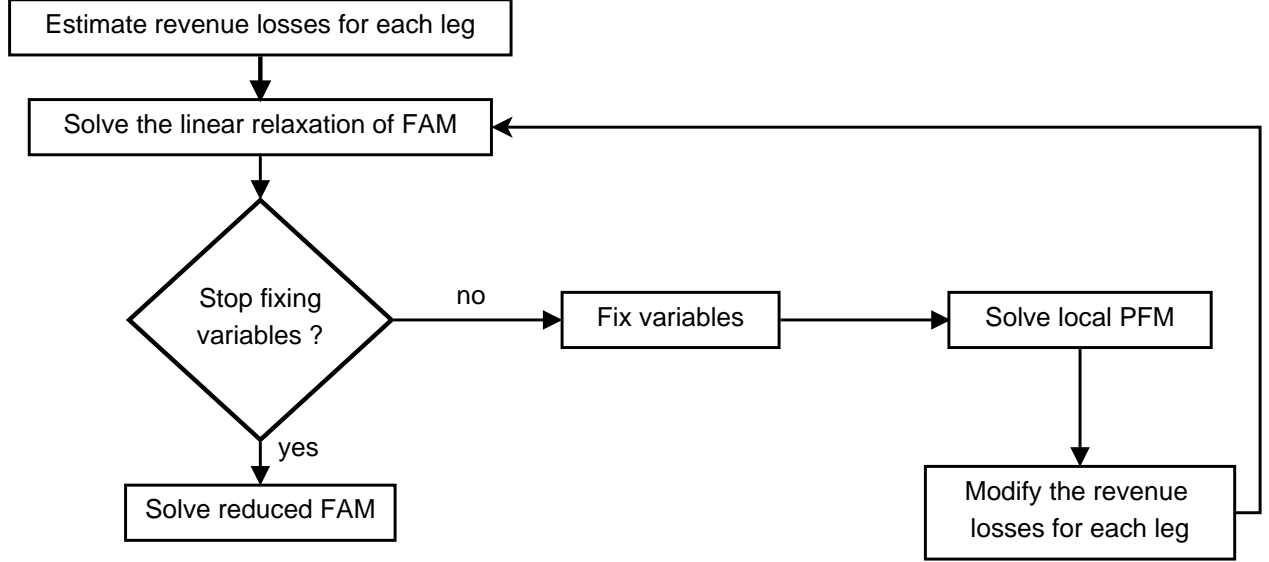 Estimate revenue losses for each leg
Solve the linear relaxation of FAM
Stop fixing
variables ?
no
Fix variables
Solve local PFM
yes
Solve reduced FAM
Modify the revenue
losses for each leg